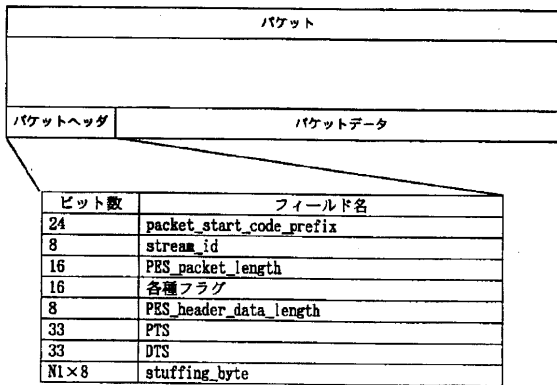 パケット
パケットヘッダ パケットデータ
ビット数 フィールド名
24 packet_start_code_prefix
8 stream_id
16 PES_packet_length
16 各種フラグ
8 PES_header_data_length
33 PTS
33 DTS
N1×8 stuffing_byte